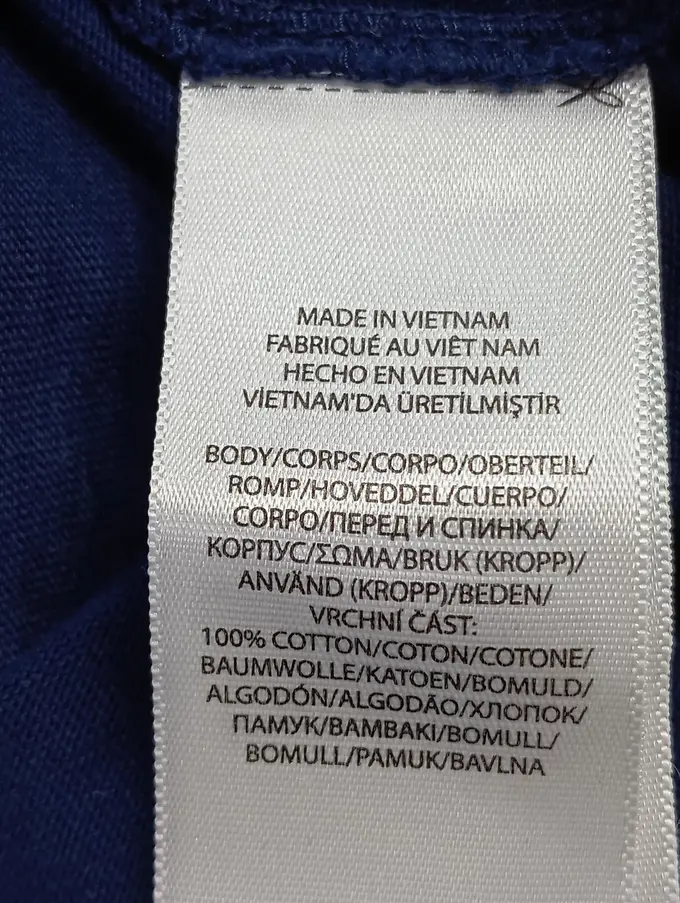 MADE IN VIETNAM
FABRIQUÉ AU VIÊT NAM
HECHO EN VIETNAM
VİETNAM'DA ÜRETİLMİŞTİR
BODY/CORPS/CORPO/OBERTEIL/
ROMP/HOVEDDEL/CUERPO/
CORPO/ПЕРЕД И СПИНКА/
КОРПУС/ΣΩΜΑ/BRUK (KROPP)/
ANVÄND (KROPP)/BEDEN/
VRCHNÍ ČÁST:
100% COTTON/COTON/COTONE/
BAUMWOLLE/KATOEN/BOMULD/
ALGODÓN/ALGODÃO/ХЛОПОК/
ПАМУК/ΒΑΜΒΑΚΙ/BOMULL/
BOMULL/PAMUK/BAVLNA